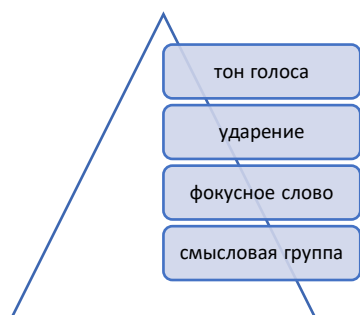 тон голоса
ударение
фокусное слово
смысловая группа